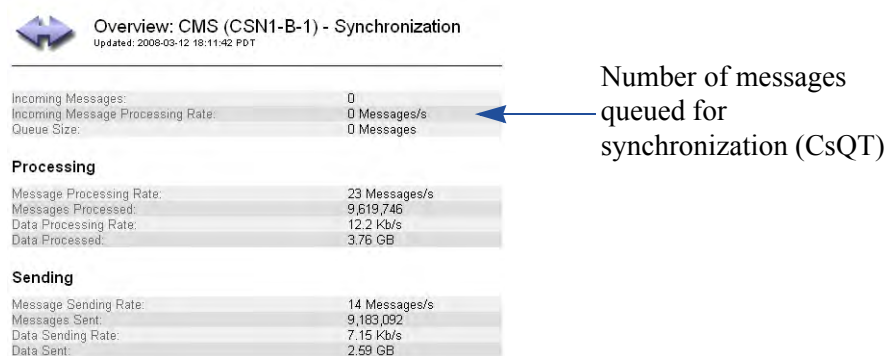 Overview: CMS (CSN1-B-1) - Synchronization
Updated: 2008-03-12 18:11:42 PDT
Incoming Messages: 0
Incoming Message Processing Rate: 0 Messages/s
Queue Size: 0 Messages
Number of messages
queued for
synchronization (CsQT)
Processing
Message Processing Rate: 23 Messages/s
Messages Processed: 9,619,746
Data Processing Rate: 12.2 Kb/s
Data Processed: 3.76 GB
Sending
Message Sending Rate: 14 Messages/s
Messages Sent: 9,183,092
Data Sending Rate: 7.15 Kb/s
Data Sent: 2.59 GB